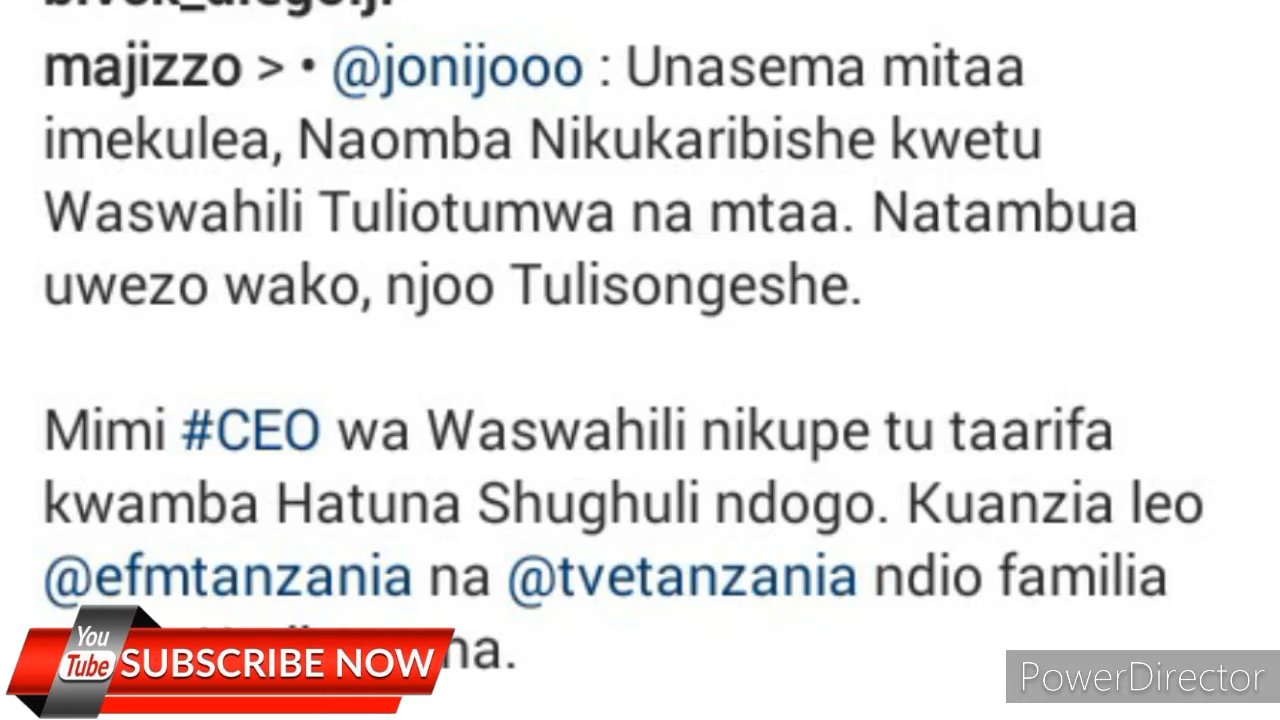 majizzo > • @jonijooo : Unasema mitaa
imekulea, Naomba Nikukaribishe kwetu
Waswahili Tuliotumwa na mtaa. Natambua
uwezo wako, njoo Tulisongeshe.
Mimi #CEO wa Waswahili nikupe tu taarifa
kwamba Hatuna Shughuli ndogo. Kuanzia leo
@efmtanzania na @tvetanzania ndio familia
You
Tube
SUBSCRIBE NOW
PowerDirector